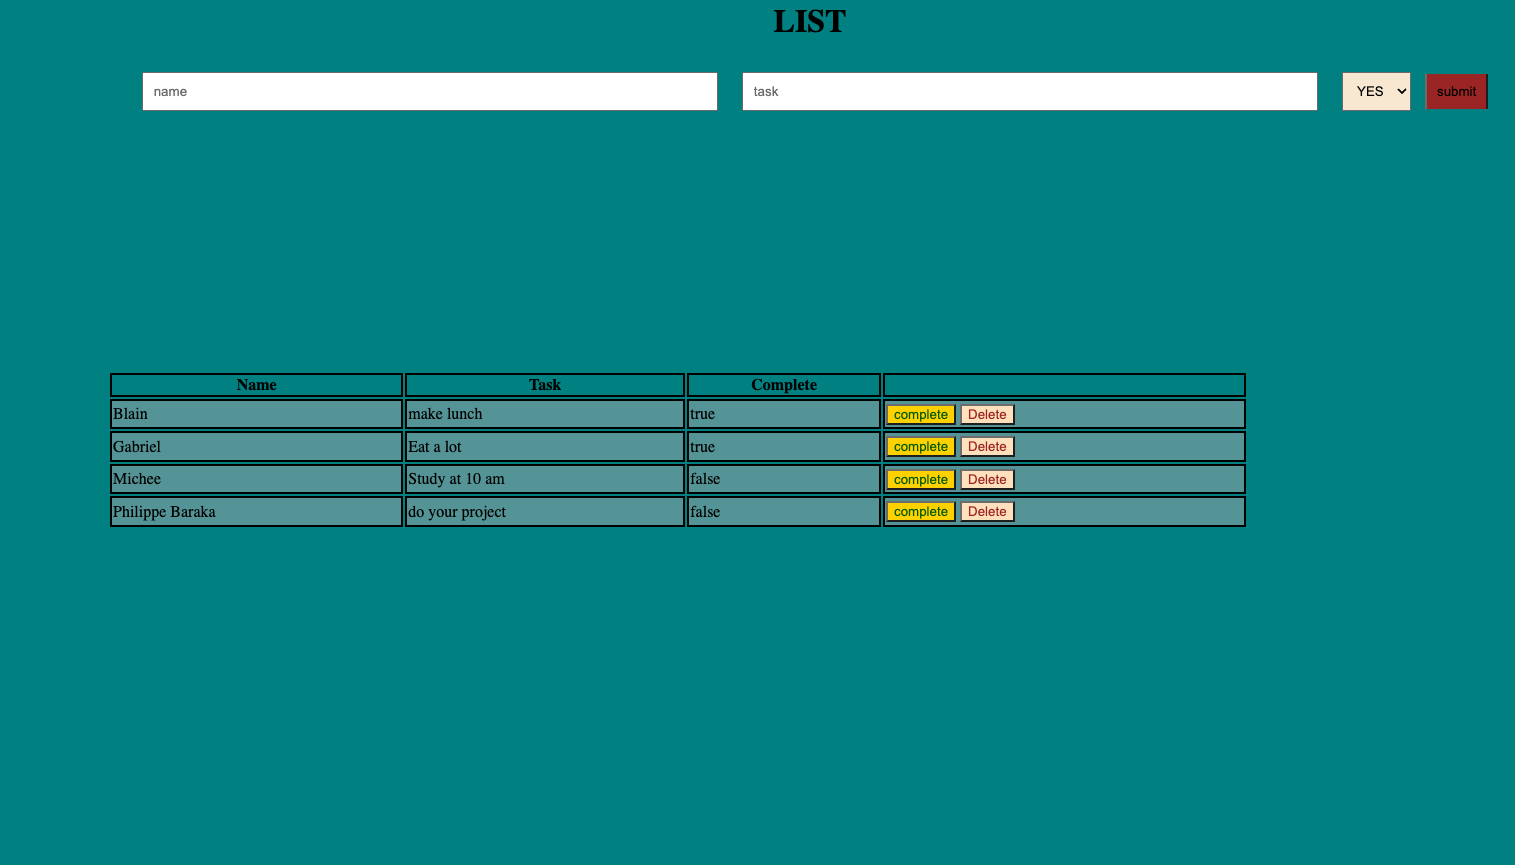 LIST
name task YES submit
Name Task Complete
Blain make lunch true complete Delete
Gabriel Eat a lot true complete Delete
Michee Study at 10 am false complete Delete
Philippe Baraka do your project false complete Delete